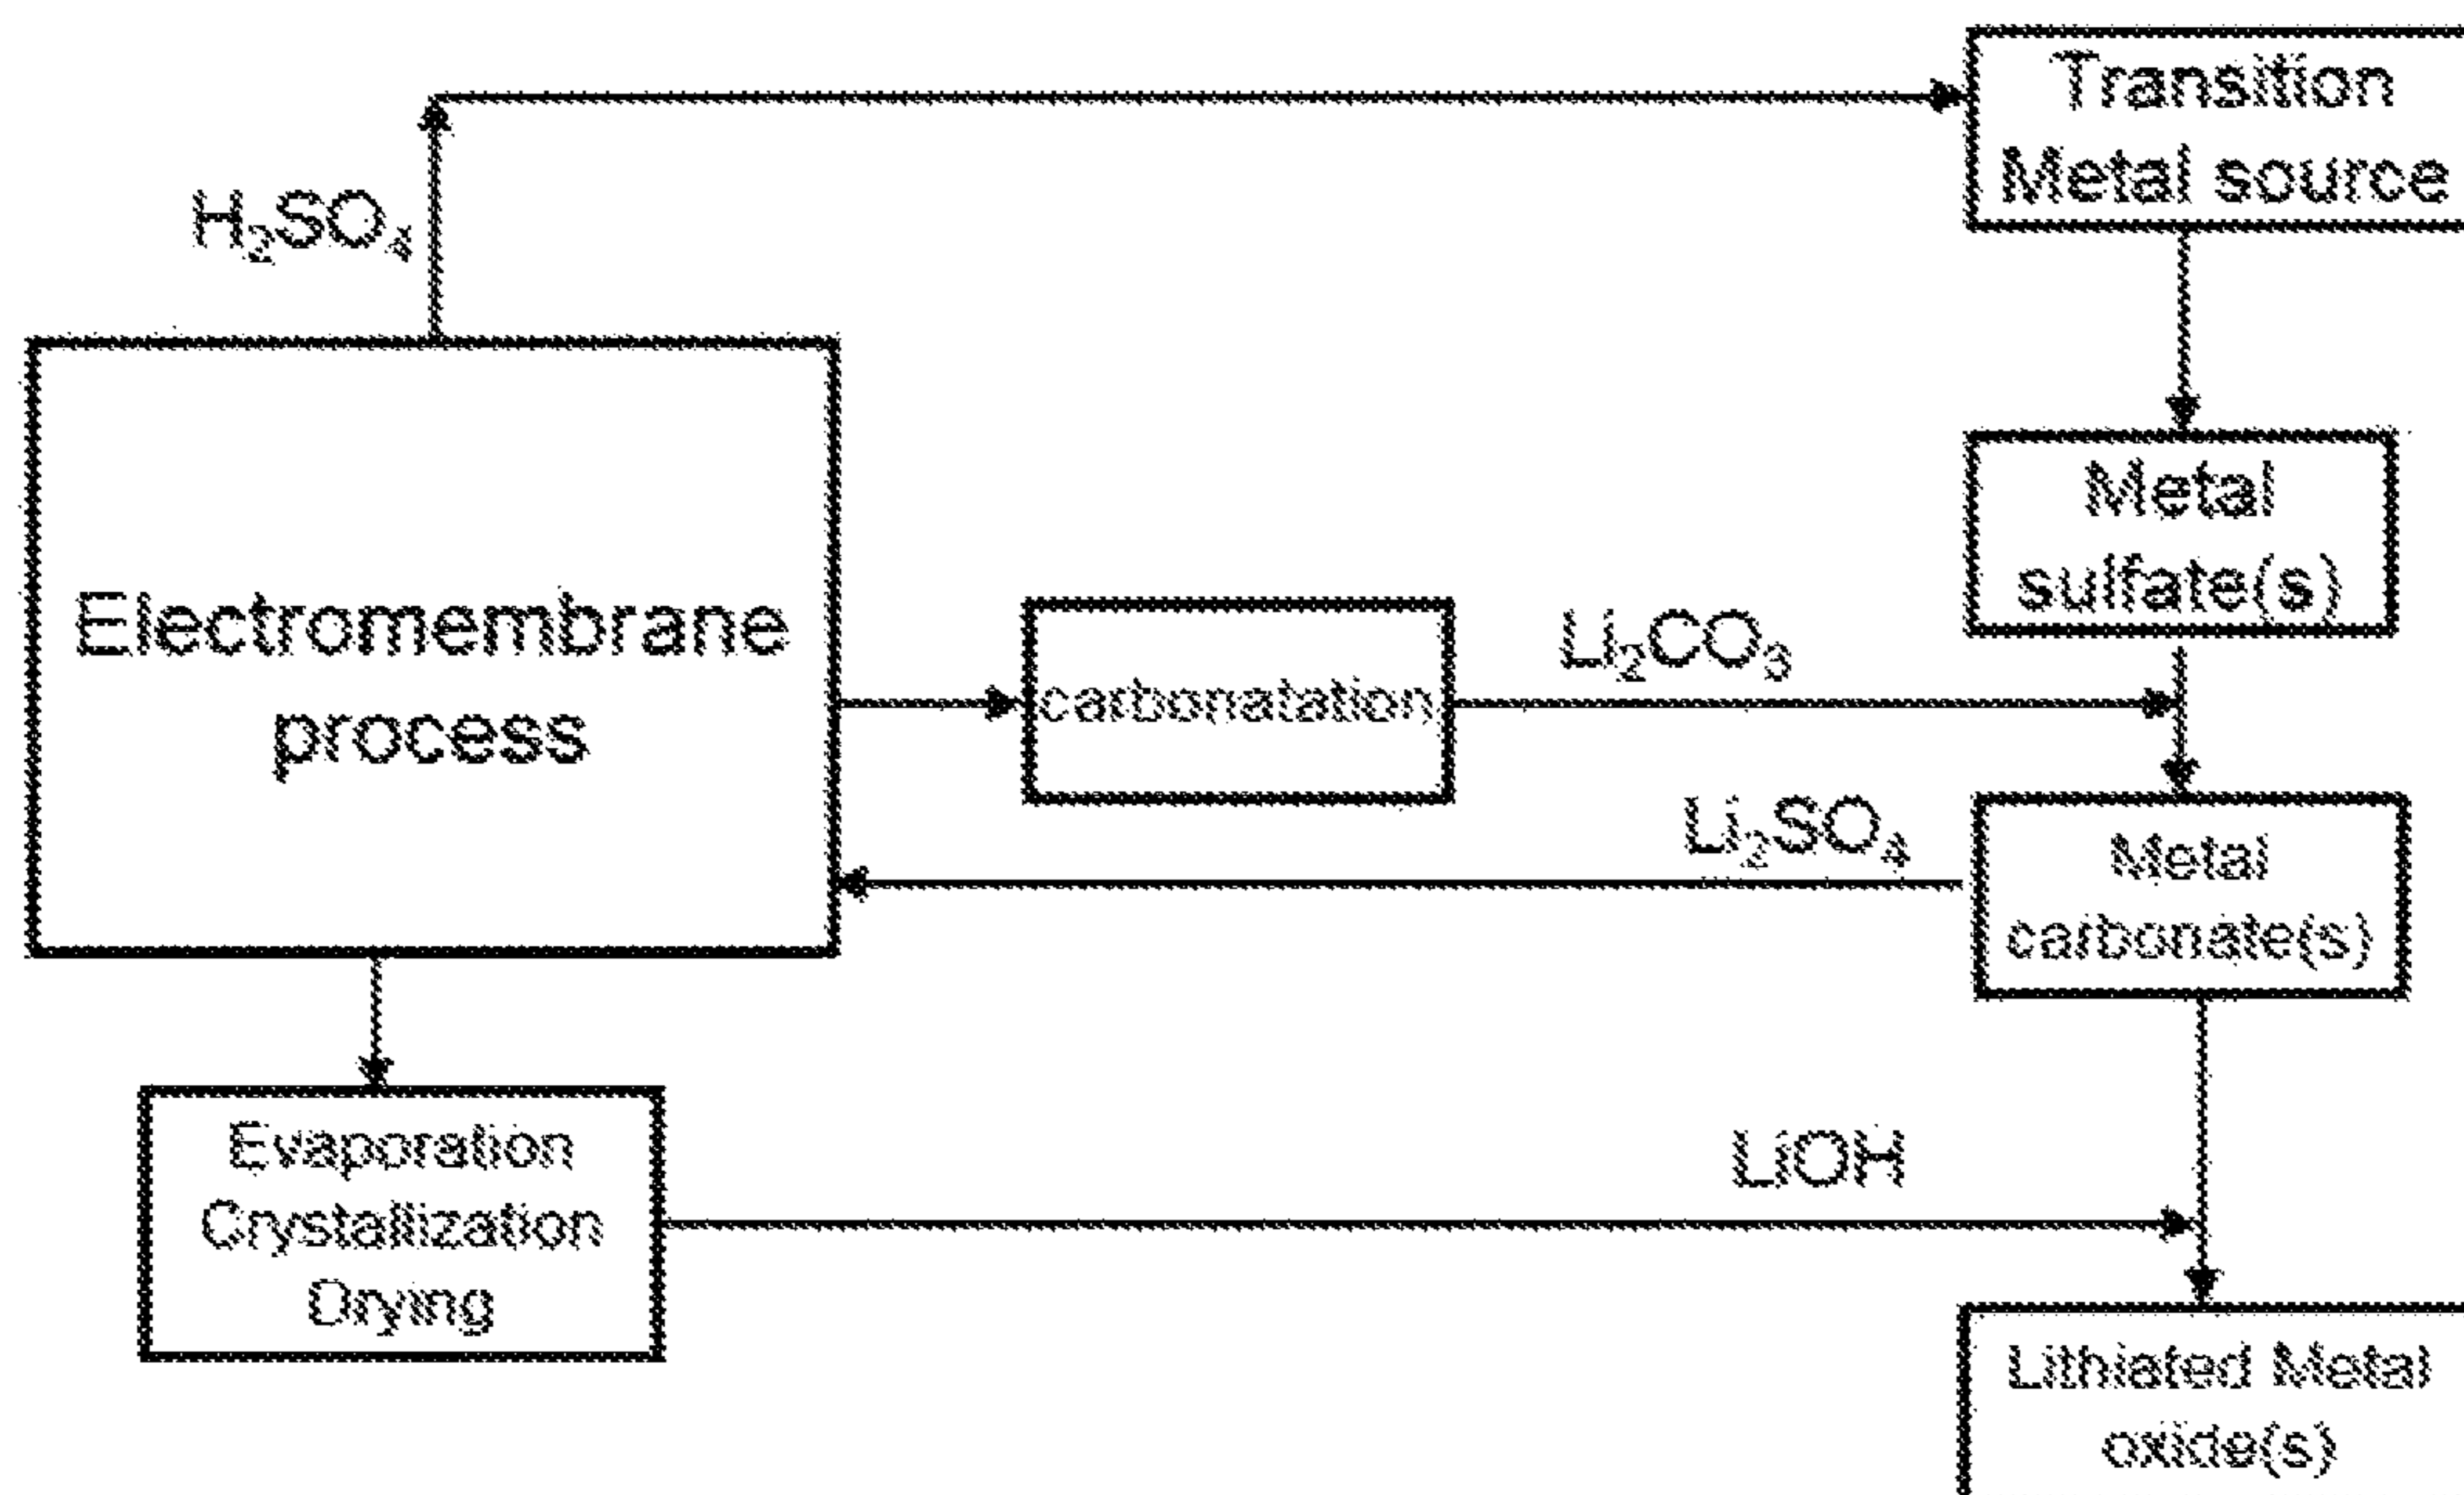 Transition
Metal source
H₂SO₄
Metal
sulfate(s)
Electromembrane
process
carbonatation
Li₂CO₃
Li₂SO₄
Metal
carbonate(s)
Evaporation
Crystallization
Drying
LiOH
Lithiated Metal
oxide(s)